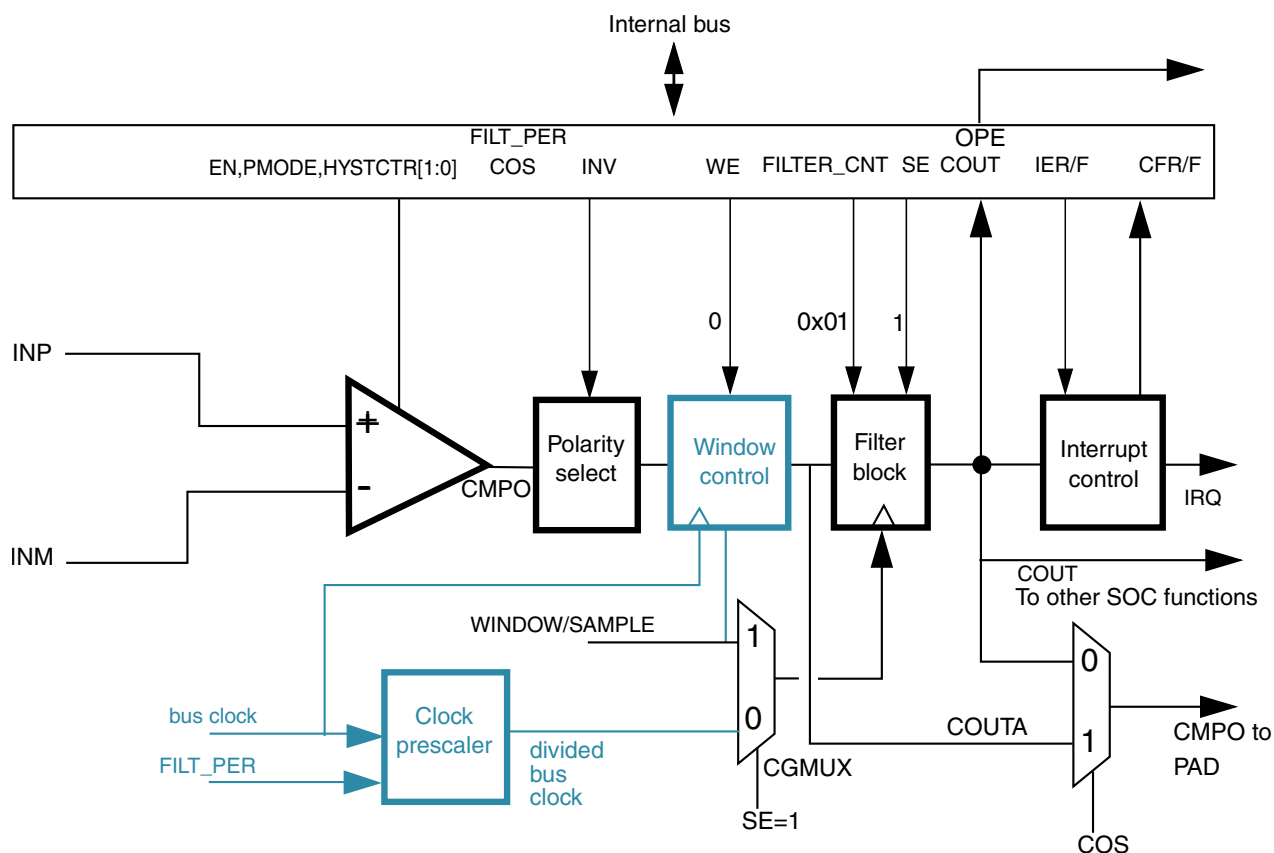 Internal bus
FILT_PER
OPE
EN,PMODE,HYSTCTR[1:0]
COS
INV
WE
FILTER_CNT
SE
COUT
IER/F
CFR/F
0
0x01
1
INP
INM
+
-
CMPO
Polarity
select
Window
control
Filter
block
Interrupt
control
IRQ
COUT
To other SOC functions
WINDOW/SAMPLE
1
0
CGMUX
SE=1
bus clock
FILT_PER
Clock
prescaler
divided
bus
clock
COUTA
0
1
CMPO to
PAD
COS